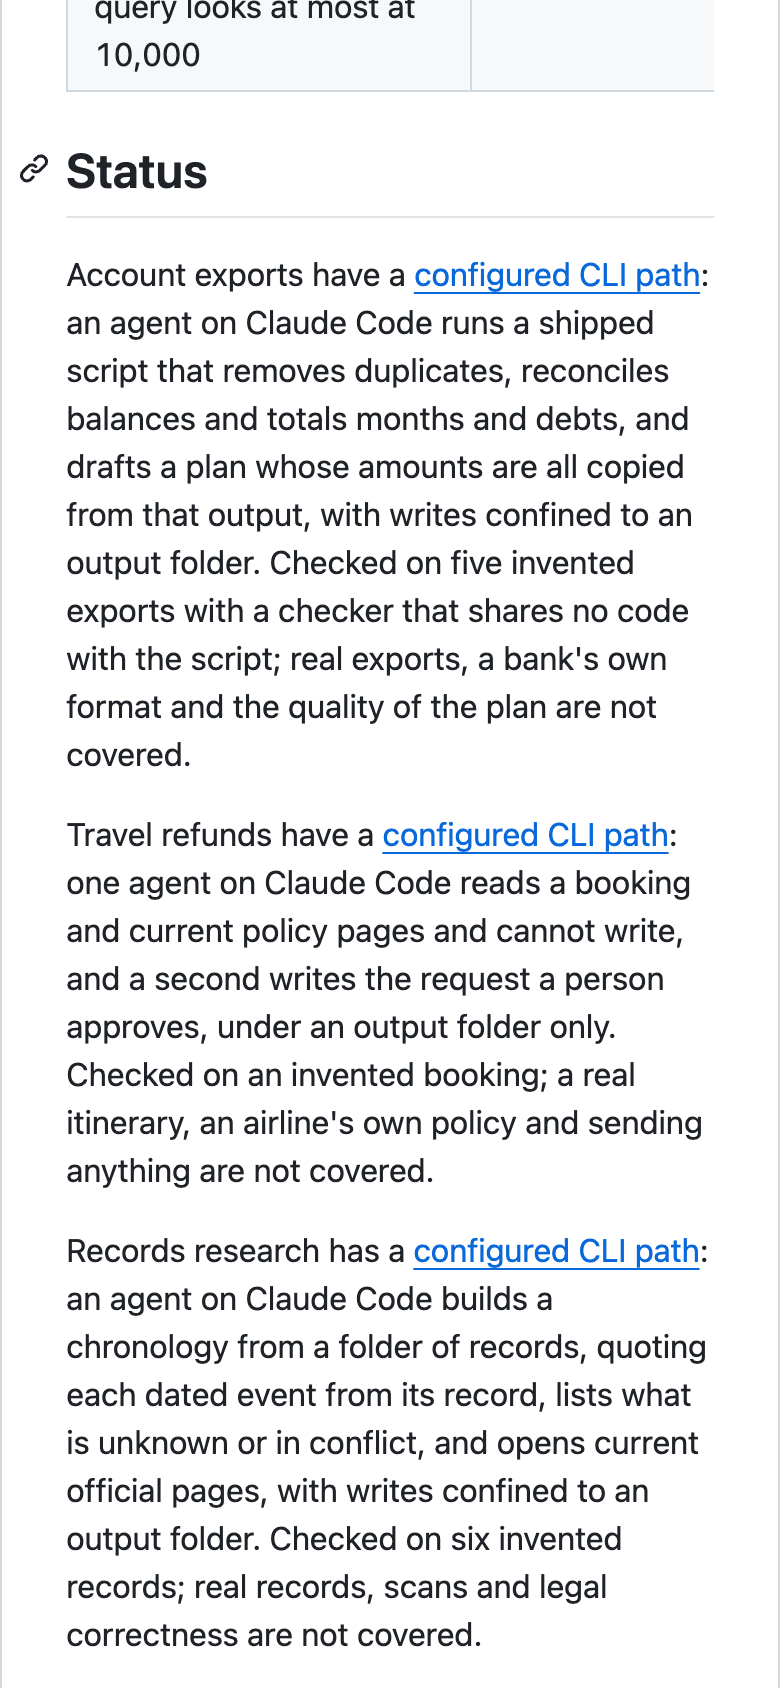 query looks at most at
10,000
Status
Account exports have a configured CLI path:
an agent on Claude Code runs a shipped
script that removes duplicates, reconciles
balances and totals months and debts, and
drafts a plan whose amounts are all copied
from that output, with writes confined to an
output folder. Checked on five invented
exports with a checker that shares no code
with the script; real exports, a bank's own
format and the quality of the plan are not
covered.
Travel refunds have a configured CLI path:
one agent on Claude Code reads a booking
and current policy pages and cannot write,
and a second writes the request a person
approves, under an output folder only.
Checked on an invented booking; a real
itinerary, an airline's own policy and sending
anything are not covered.
Records research has a configured CLI path:
an agent on Claude Code builds a
chronology from a folder of records, quoting
each dated event from its record, lists what
is unknown or in conflict, and opens current
official pages, with writes confined to an
output folder. Checked on six invented
records; real records, scans and legal
correctness are not covered.